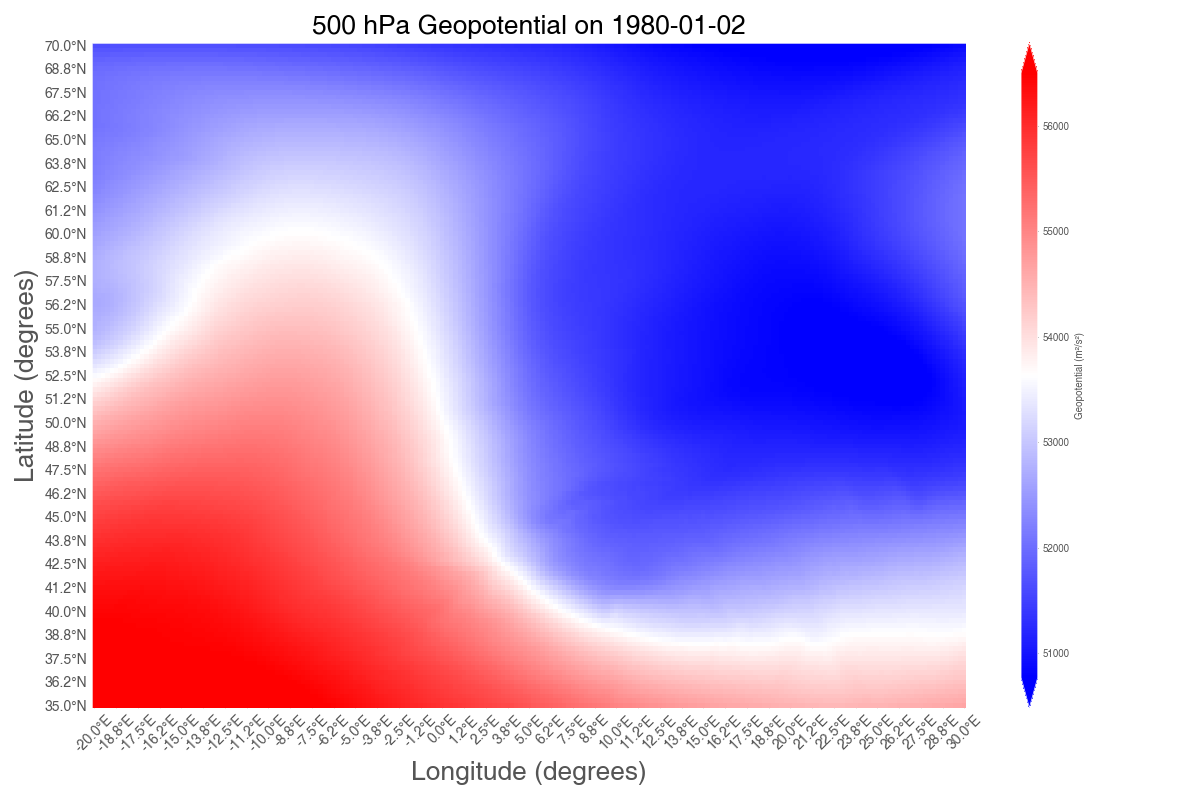 500 hPa Geopotential on 1980-01-02
70.0°N
68.8°N
67.5°N
66.2°N
65.0°N
63.8°N
62.5°N
61.2°N
60.0°N
58.8°N
57.5°N
56.2°N
55.0°N
53.8°N
52.5°N
51.2°N
50.0°N
48.8°N
47.5°N
46.2°N
45.0°N
43.8°N
42.5°N
41.2°N
40.0°N
38.8°N
37.5°N
36.2°N
35.0°N
Latitude (degrees)
-20.0°E
-18.8°E
-17.5°E
-16.2°E
-15.0°E
-13.8°E
-12.5°E
-11.2°E
-10.0°E
-8.8°E
-7.5°E
-6.2°E
-5.0°E
-3.8°E
-2.5°E
-1.2°E
0.0°E
1.2°E
2.5°E
3.8°E
5.0°E
6.2°E
7.5°E
8.8°E
10.0°E
11.2°E
12.5°E
13.8°E
15.0°E
16.2°E
17.5°E
18.8°E
20.0°E
21.2°E
22.5°E
23.8°E
25.0°E
26.2°E
27.5°E
28.8°E
30.0°E
Longitude (degrees)
56000
55000
54000
53000
52000
51000
Geopotential (m²/s²)